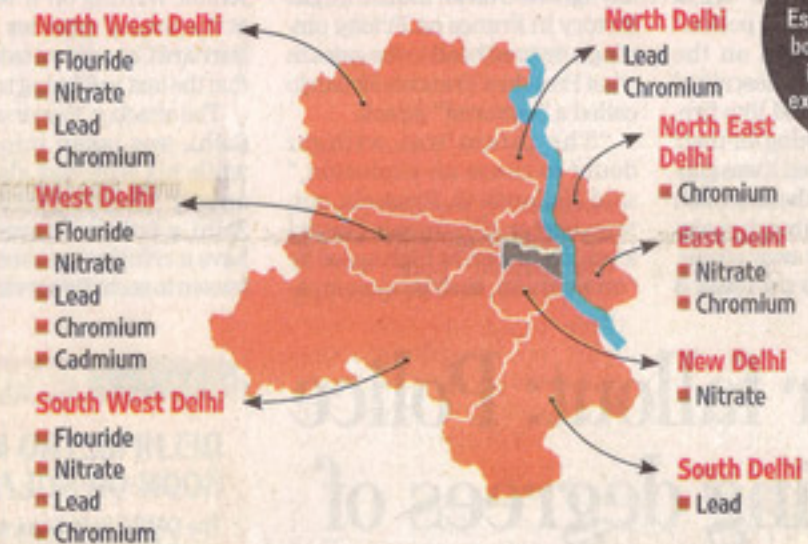 North West Delhi
Flouride
Nitrate
Lead
Chromium
West Delhi
Flouride
Nitrate
Lead
Chromium
Cadmium
South West Delhi
Flouride
Nitrate
Lead
Chromium
North Delhi
Lead
Chromium
North East
Delhi
Chromium
East Delhi
Nitrate
Chromium
New Delhi
Nitrate
South Delhi
Lead